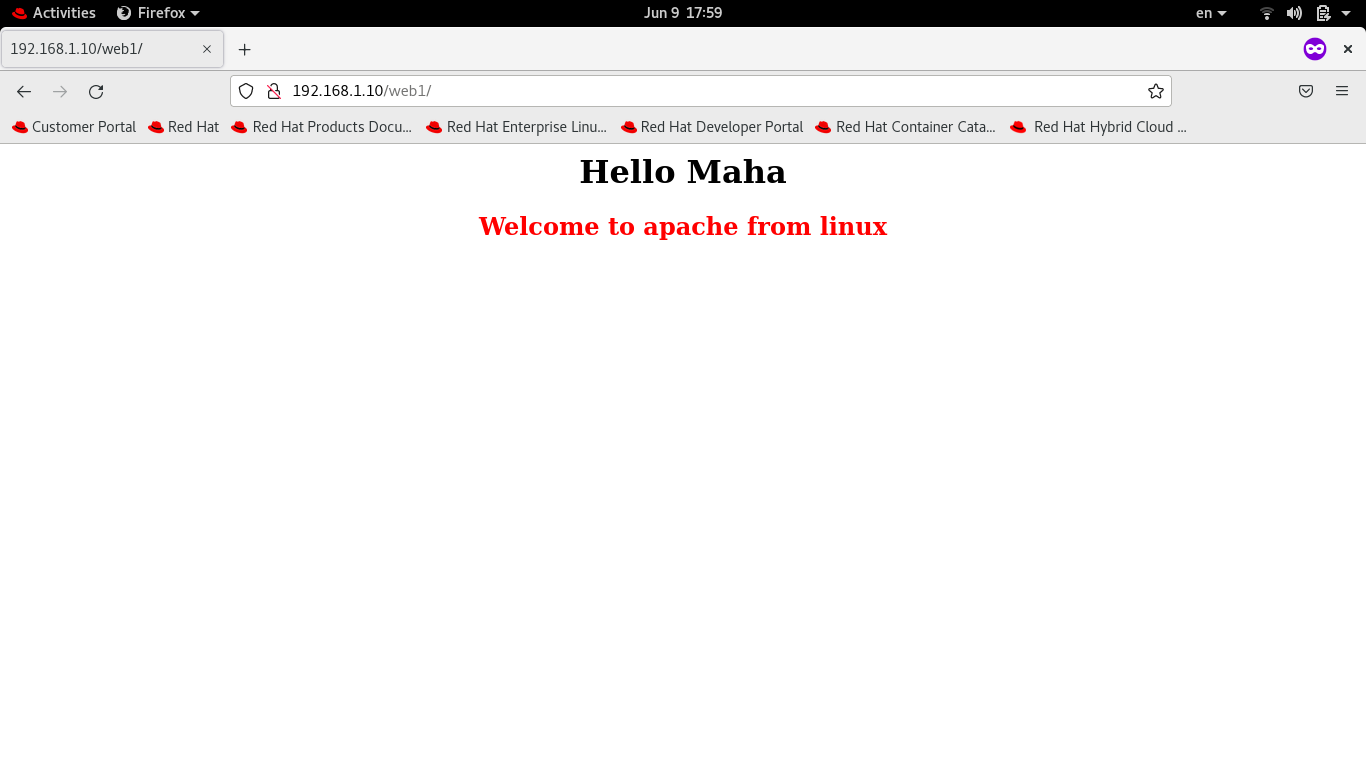 Activities Firefox Jun 9 17:59 en
192.168.1.10/web1/
192.168.1.10/web1/
Customer Portal Red Hat Red Hat Products Docu... Red Hat Enterprise Linu... Red Hat Developer Portal Red Hat Container Cata... Red Hat Hybrid Cloud ...
Hello Maha
Welcome to apache from linux